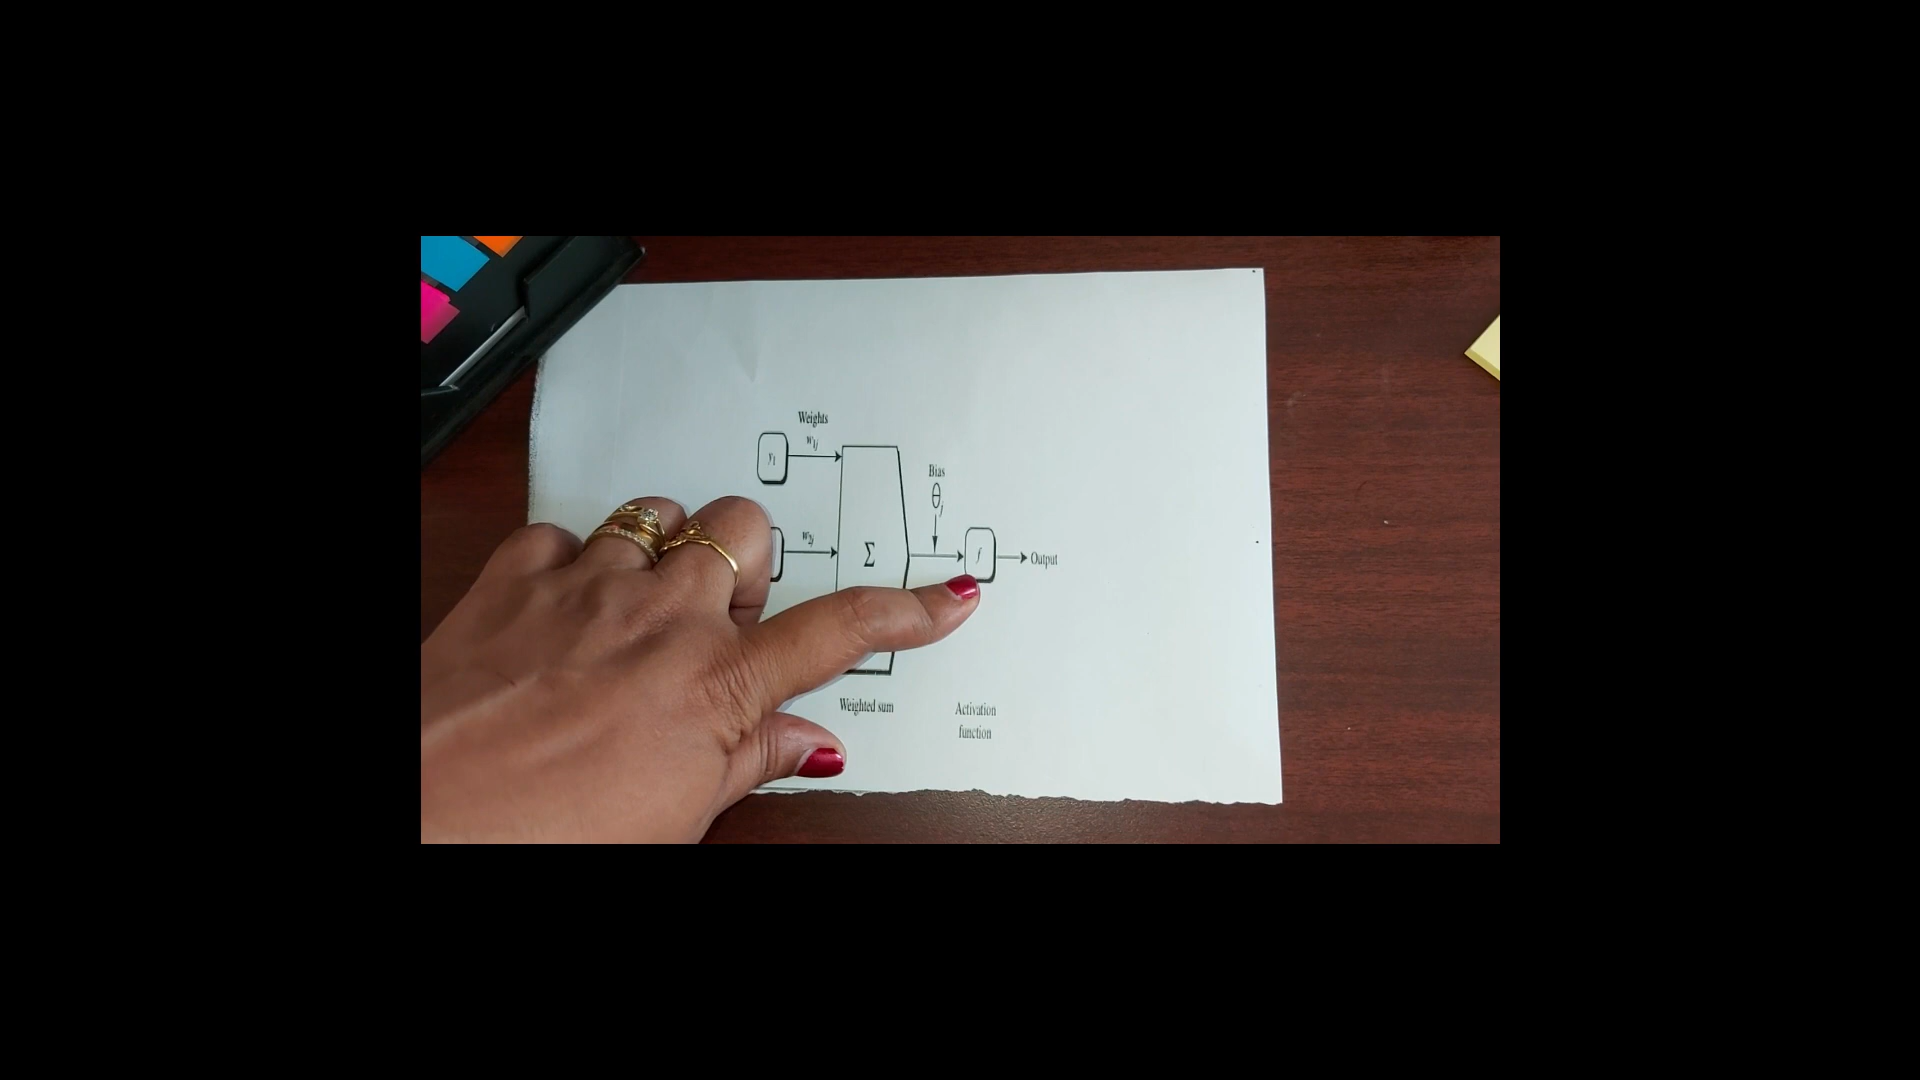 Weights
w1j
y1
Bias
θj
w2j
Σ
f
Output
Weighted sum
Activation
function